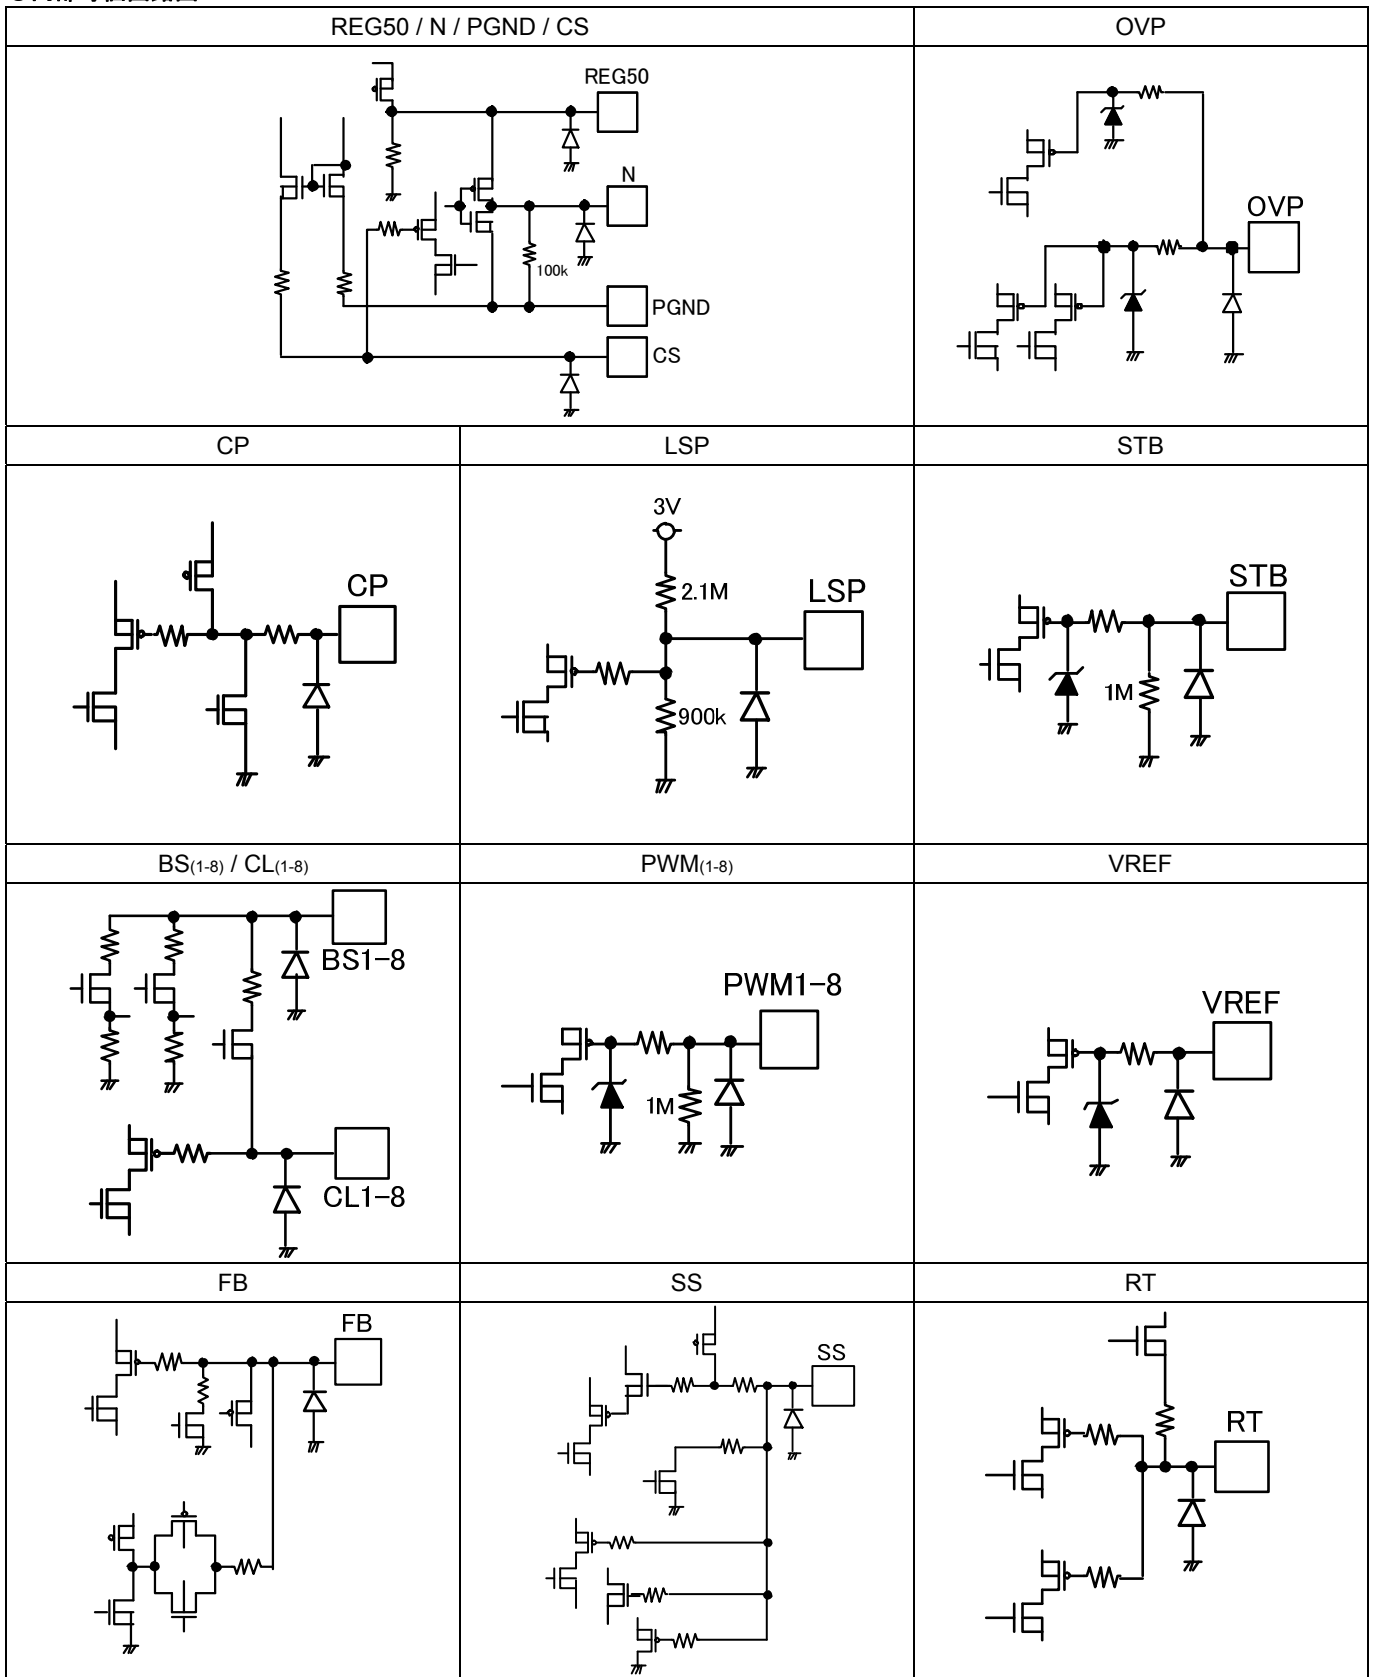 REG50 / N / PGND / CS
OVP
REG50
N
100k
PGND
CS
OVP
CP
LSP
STB
CP
3V
2.1M
LSP
900k
STB
1M
BS(1-8) / CL(1-8)
PWM(1-8)
VREF
BS1-8
CL1-8
PWM1-8
1M
VREF
FB
SS
RT
FB
SS
RT